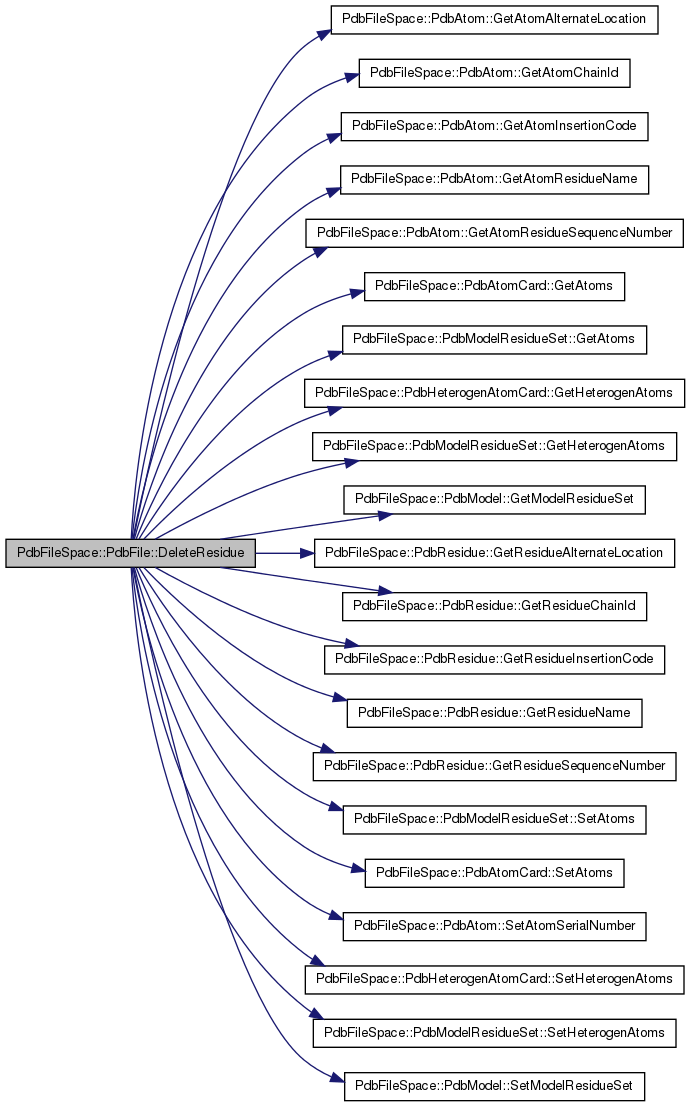 PdbFileSpace::PdbAtom::GetAtomAlternateLocation
PdbFileSpace::PdbAtom::GetAtomChainId
PdbFileSpace::PdbAtom::GetAtomInsertionCode
PdbFileSpace::PdbAtom::GetAtomResidueName
PdbFileSpace::PdbAtom::GetAtomResidueSequenceNumber
PdbFileSpace::PdbAtomCard::GetAtoms
PdbFileSpace::PdbModelResidueSet::GetAtoms
PdbFileSpace::PdbHeterogenAtomCard::GetHeterogenAtoms
PdbFileSpace::PdbModelResidueSet::GetHeterogenAtoms
PdbFileSpace::PdbModel::GetModelResidueSet
PdbFileSpace::PdbFile::DeleteResidue
PdbFileSpace::PdbResidue::GetResidueAlternateLocation
PdbFileSpace::PdbResidue::GetResidueChainId
PdbFileSpace::PdbResidue::GetResidueInsertionCode
PdbFileSpace::PdbResidue::GetResidueName
PdbFileSpace::PdbResidue::GetResidueSequenceNumber
PdbFileSpace::PdbModelResidueSet::SetAtoms
PdbFileSpace::PdbAtomCard::SetAtoms
PdbFileSpace::PdbAtom::SetAtomSerialNumber
PdbFileSpace::PdbHeterogenAtomCard::SetHeterogenAtoms
PdbFileSpace::PdbModelResidueSet::SetHeterogenAtoms
PdbFileSpace::PdbModel::SetModelResidueSet